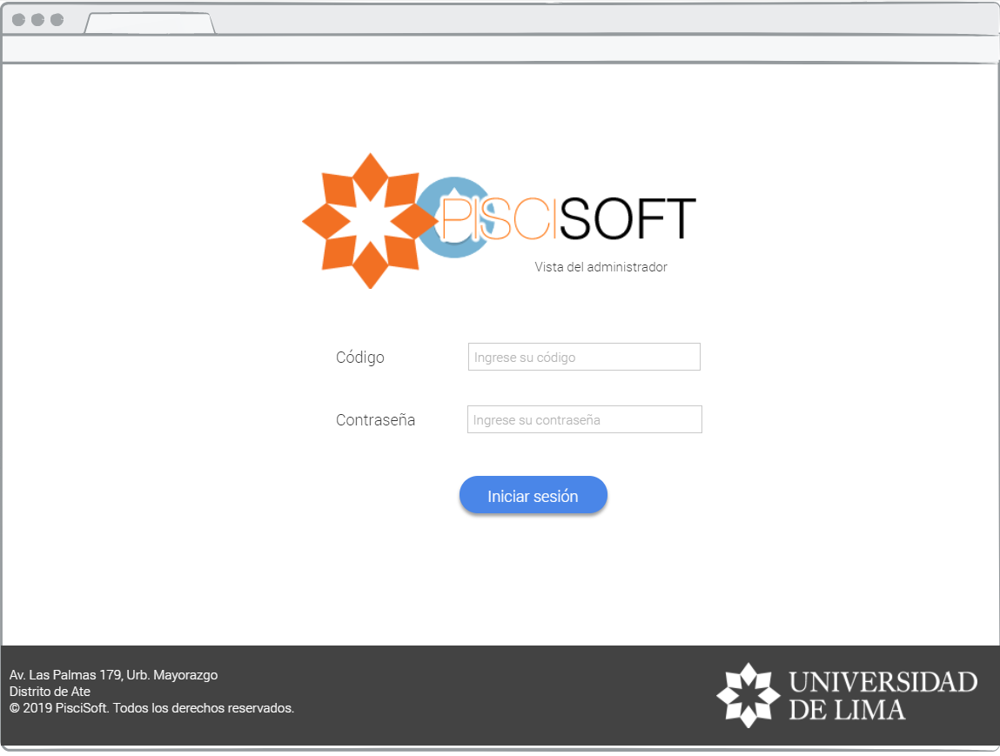 PISCISOFT
Vista del administrador
Código
Ingrese su código
Contraseña
Ingrese su contraseña
Iniciar sesión
Av. Las Palmas 179, Urb. Mayorazgo
Distrito de Ate
© 2019 PisciSoft. Todos los derechos reservados.
UNIVERSIDAD
DE LIMA